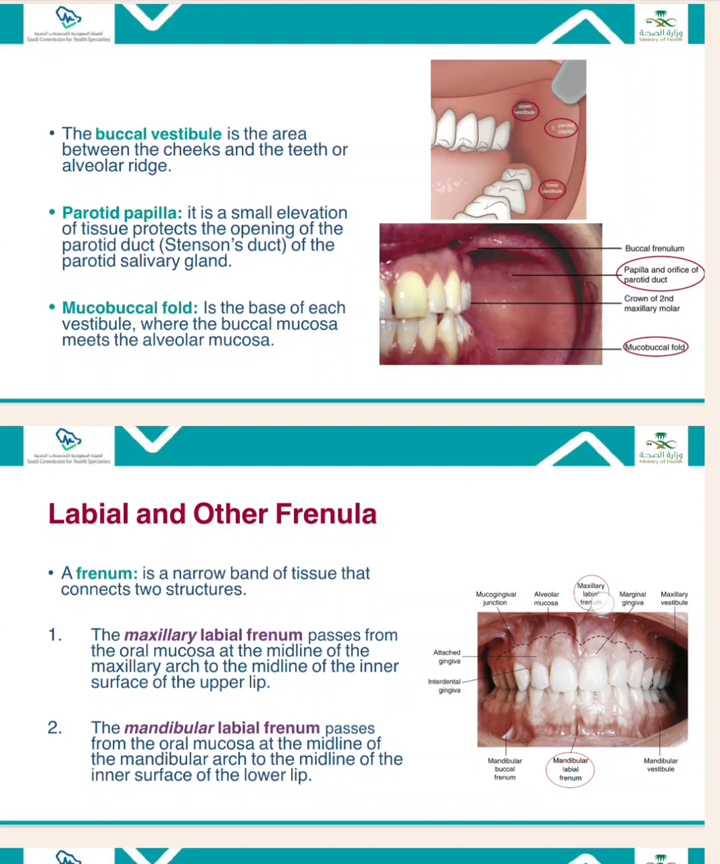 Saudi Commission for Health Specialties
وزارة الصحة
Ministry of Health
• The buccal vestibule is the area
between the cheeks and the teeth or
alveolar ridge.
• Parotid papilla: it is a small elevation
of tissue protects the opening of the
parotid duct (Stenson's duct) of the
parotid salivary gland.
• Mucobuccal fold: Is the base of each
vestibule, where the buccal mucosa
meets the alveolar mucosa.
upper
vestibule
parotid
papilla
lower
vestibule
Buccal frenulum
Papilla and orifice of
parotid duct
Crown of 2nd
maxillary molar
Mucobuccal fold
Saudi Commission for Health Specialties
وزارة الصحة
Ministry of Health
Labial and Other Frenula
• A frenum: is a narrow band of tissue that
connects two structures.
1. The maxillary labial frenum passes from
the oral mucosa at the midline of the
maxillary arch to the midline of the inner
surface of the upper lip.
2. The mandibular labial frenum passes
from the oral mucosa at the midline of
the mandibular arch to the midline of the
inner surface of the lower lip.
Mucogingival
junction
Alveolar
mucosa
Maxillary
labial
frenum
Marginal
gingiva
Maxillary
vestibule
Attached
gingiva
Interdental
gingiva
Mandibular
buccal
frenum
Mandibular
labial
frenum
Mandibular
vestibule